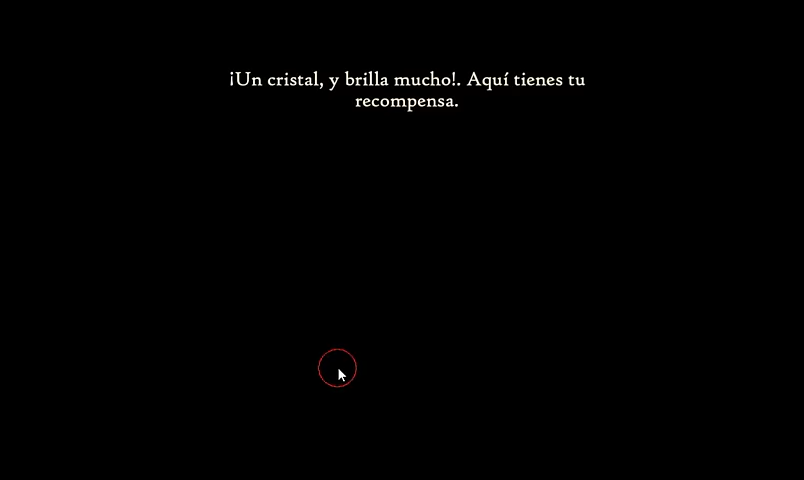 ¡Un cristal, y brilla mucho!. Aquí tienes tu
recompensa.